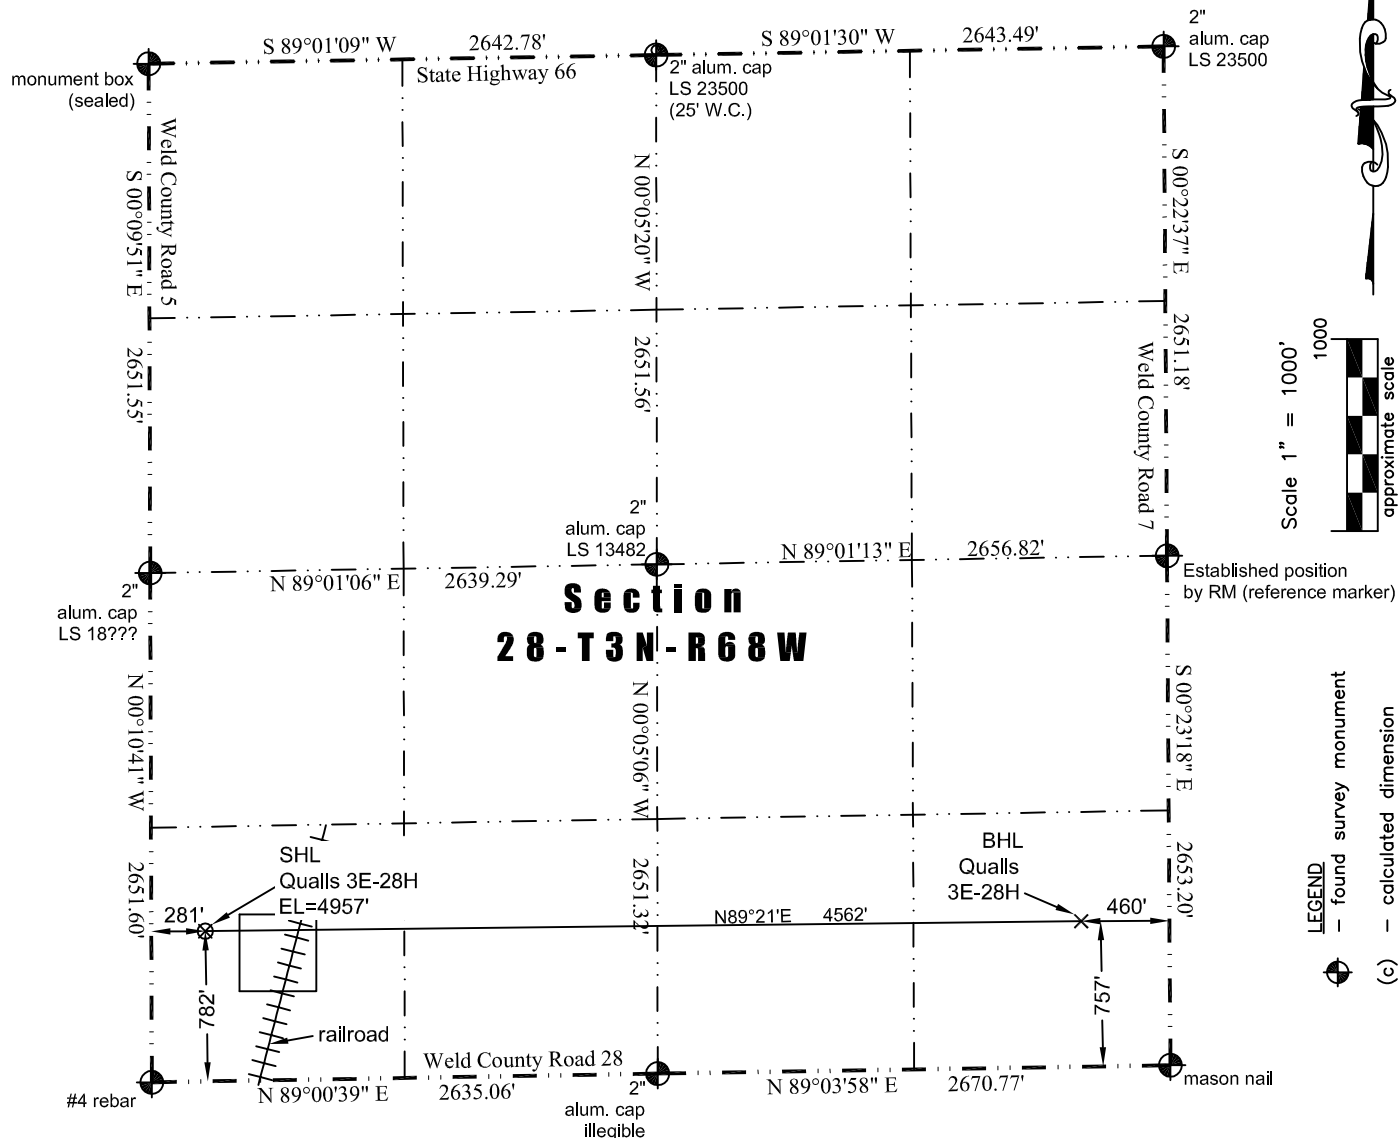 S 89°01'09" W
2642.78'
S 89°01'30" W
2643.49'
2"
alum. cap
LS 23500
monument box
(sealed)
State Highway 66
2" alum. cap
LS 23500
(25' W.C.)
Weld County Road 5
S 00°09'51" E
2651.55'
N 00°05'20" W
2651.56'
S 00°22'37" E
2651.18'
Weld County Road 7
Scale 1" = 1000'
1000
approximate scale
2"
alum. cap
LS 13482
N 89°01'06" E
2639.29'
N 89°01'13" E
2656.82'
Established position
by RM (reference marker)
2"
alum. cap
LS 18???
Section
28-T3N-R68W
N 00°10'41" W
2651.60'
N 00°05'06" W
2651.32'
S 00°23'18" E
2653.20'
SHL
Qualls 3E-28H
EL=4957'
BHL
Qualls
3E-28H
281'
N89°21'E 4562'
460'
782'
757'
railroad
LEGEND
– found survey monument
(c) – calculated dimension
Weld County Road 28
#4 rebar
N 89°00'39" E
2635.06'
2"
alum. cap
illegible
N 89°03'58" E
2670.77'
mason nail